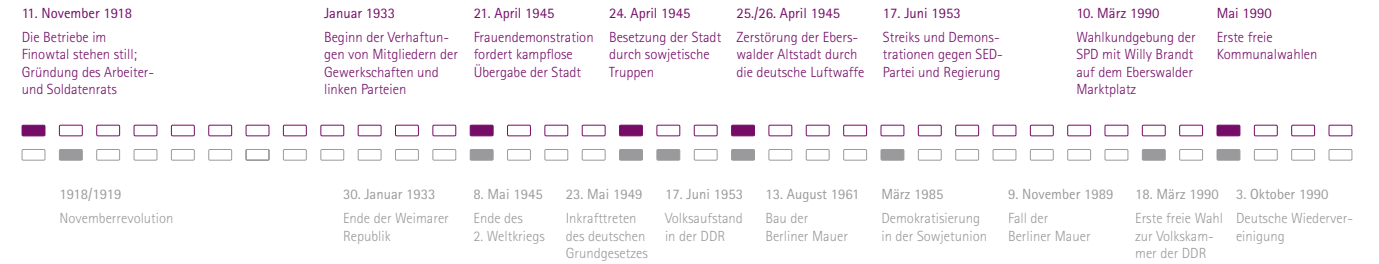 11. November 1918
Die Betriebe im
Finowtal stehen still;
Gründung des Arbeiter-
und Soldatenrats
Januar 1933
Beginn der Verhaftun-
gen von Mitgliedern der
Gewerkschaften und
linken Parteien
21. April 1945
Frauendemonstration
fordert kampflose
Übergabe der Stadt
24. April 1945
Besetzung der Stadt
durch sowjetische
Truppen
25./26. April 1945
Zerstörung der Ebers-
walder Altstadt durch
die deutsche Luftwaffe
17. Juni 1953
Streiks und Demons-
trationen gegen SED-
Partei und Regierung
10. März 1990
Wahlkundgebung der
SPD mit Willy Brandt
auf dem Eberswalder
Marktplatz
Mai 1990
Erste freie
Kommunalwahlen
1918/1919
Novemberrevolution
30. Januar 1933
Ende der Weimarer
Republik
8. Mai 1945
Ende des
2. Weltkriegs
23. Mai 1949
Inkrafttreten
des deutschen
Grundgesetzes
17. Juni 1953
Volksaufstand
in der DDR
13. August 1961
Bau der
Berliner Mauer
März 1985
Demokratisierung
in der Sowjetunion
9. November 1989
Fall der
Berliner Mauer
18. März 1990
Erste freie Wahl
zur Volkskam-
mer der DDR
3. Oktober 1990
Deutsche Wiederver-
einigung